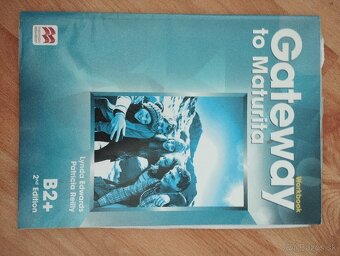 Gateway
to Maturita
Workbook
Lynda Edwards
Patricia Reilly
B2+
2nd Edition